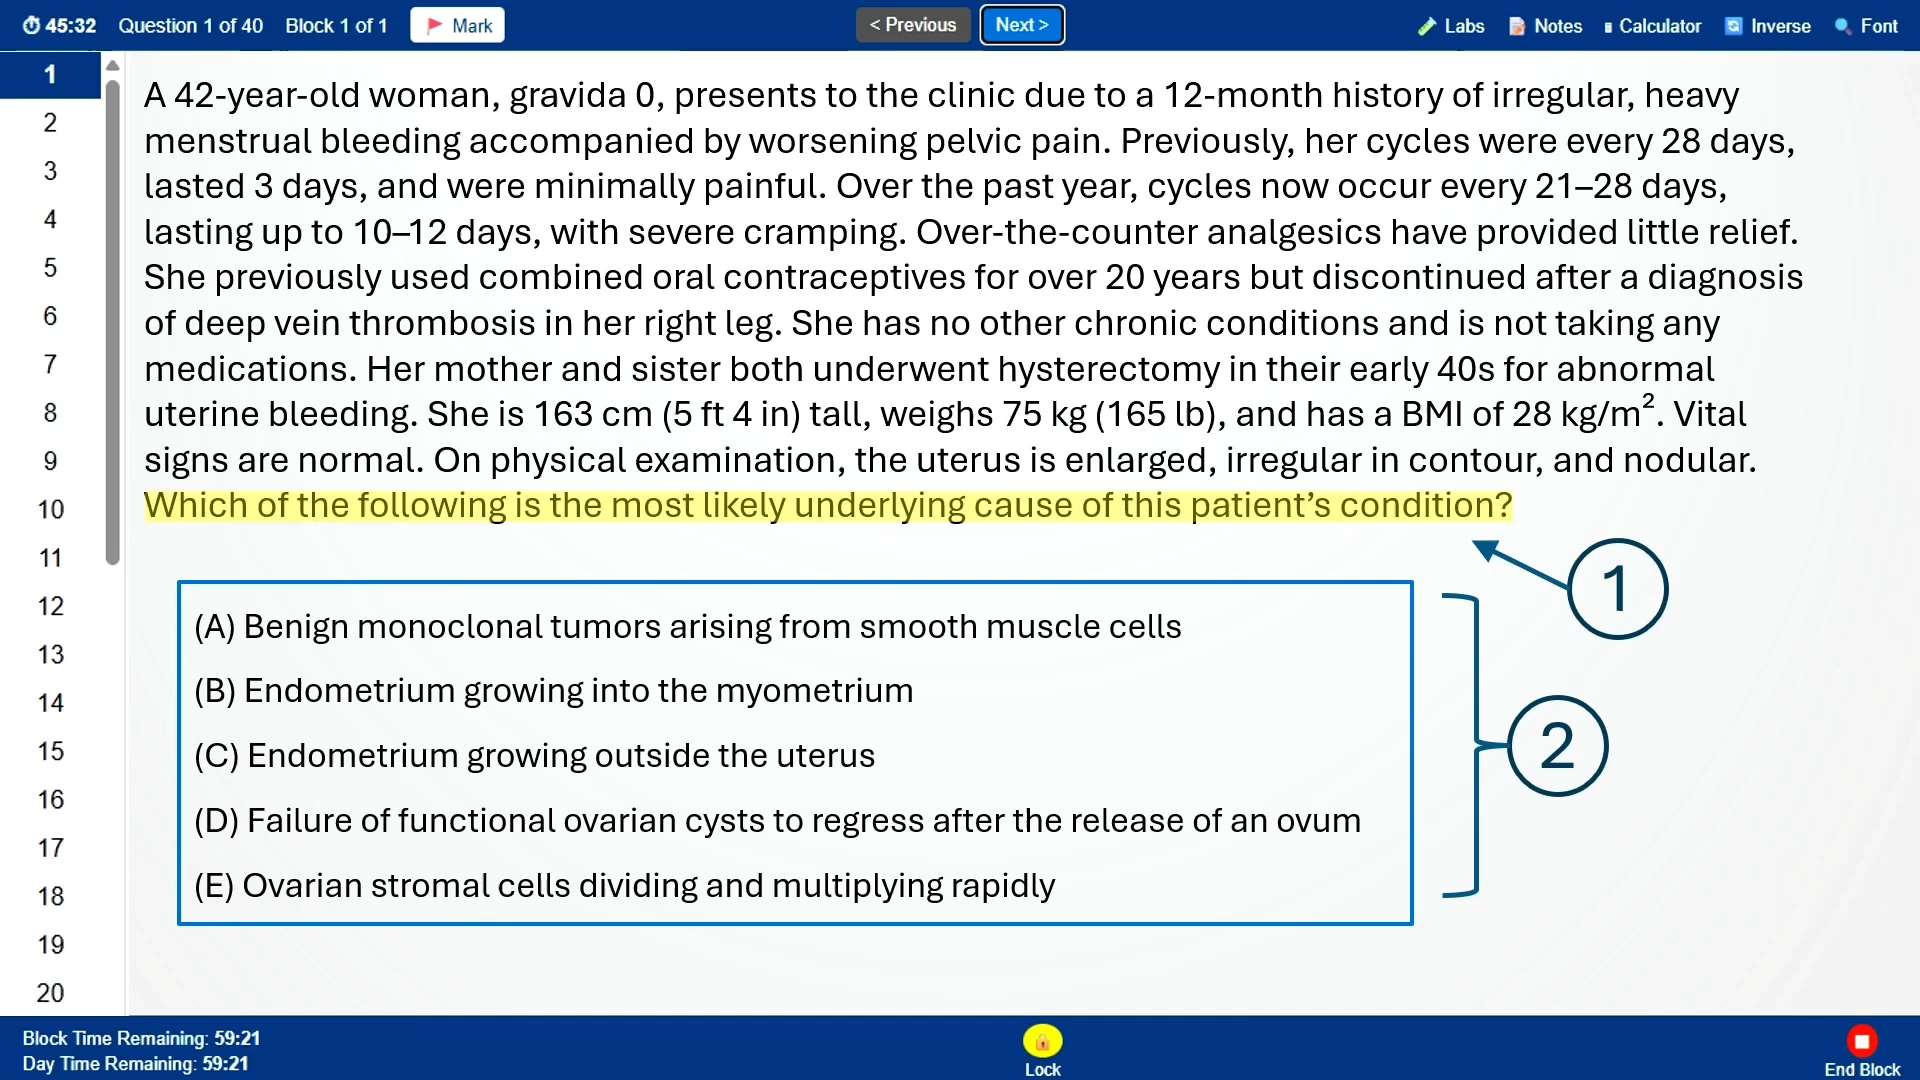 45:32 Question 1 of 40 Block 1 of 1 Mark < Previous Next > Labs Notes Calculator Inverse Font
1
2
3
4
5
6
7
8
9
10
11
12
13
14
15
16
17
18
19
20
A 42-year-old woman, gravida 0, presents to the clinic due to a 12-month history of irregular, heavy
menstrual bleeding accompanied by worsening pelvic pain. Previously, her cycles were every 28 days,
lasted 3 days, and were minimally painful. Over the past year, cycles now occur every 21–28 days,
lasting up to 10–12 days, with severe cramping. Over-the-counter analgesics have provided little relief.
She previously used combined oral contraceptives for over 20 years but discontinued after a diagnosis
of deep vein thrombosis in her right leg. She has no other chronic conditions and is not taking any
medications. Her mother and sister both underwent hysterectomy in their early 40s for abnormal
uterine bleeding. She is 163 cm (5 ft 4 in) tall, weighs 75 kg (165 lb), and has a BMI of 28 kg/m². Vital
signs are normal. On physical examination, the uterus is enlarged, irregular in contour, and nodular.
Which of the following is the most likely underlying cause of this patient’s condition?
1
(A) Benign monoclonal tumors arising from smooth muscle cells
(B) Endometrium growing into the myometrium
(C) Endometrium growing outside the uterus
(D) Failure of functional ovarian cysts to regress after the release of an ovum
(E) Ovarian stromal cells dividing and multiplying rapidly
2
Block Time Remaining: 59:21
Day Time Remaining: 59:21
Lock
End Block